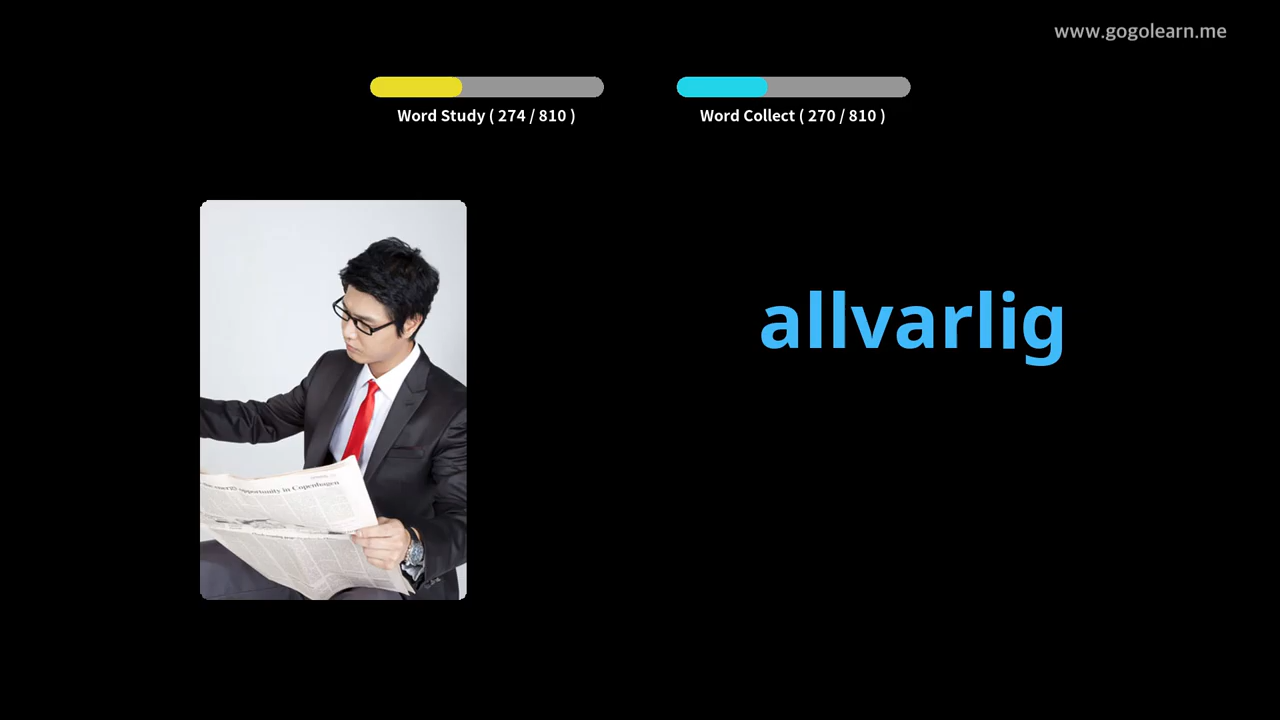 www.gogolearn.me
Word Study ( 274 / 810 )
Word Collect ( 270 / 810 )
allvarlig
opportunity in Copenhagen